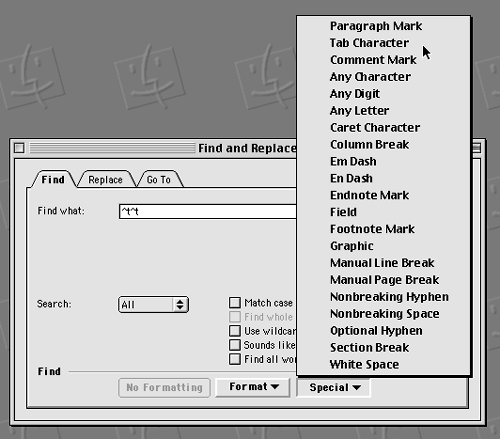 Paragraph Mark
Tab Character
Comment Mark
Any Character
Any Digit
Any Letter
Caret Character
Column Break
Em Dash
En Dash
Endnote Mark
Field
Footnote Mark
Graphic
Manual Line Break
Manual Page Break
Nonbreaking Hyphen
Nonbreaking Space
Optional Hyphen
Section Break
White Space
Find and Replace
Find Replace Go To
Find what: ^t^t
Search: All
Match case
Find whole
Use wildcar
Sounds like
Find all wor
Find
No Formatting Format Special